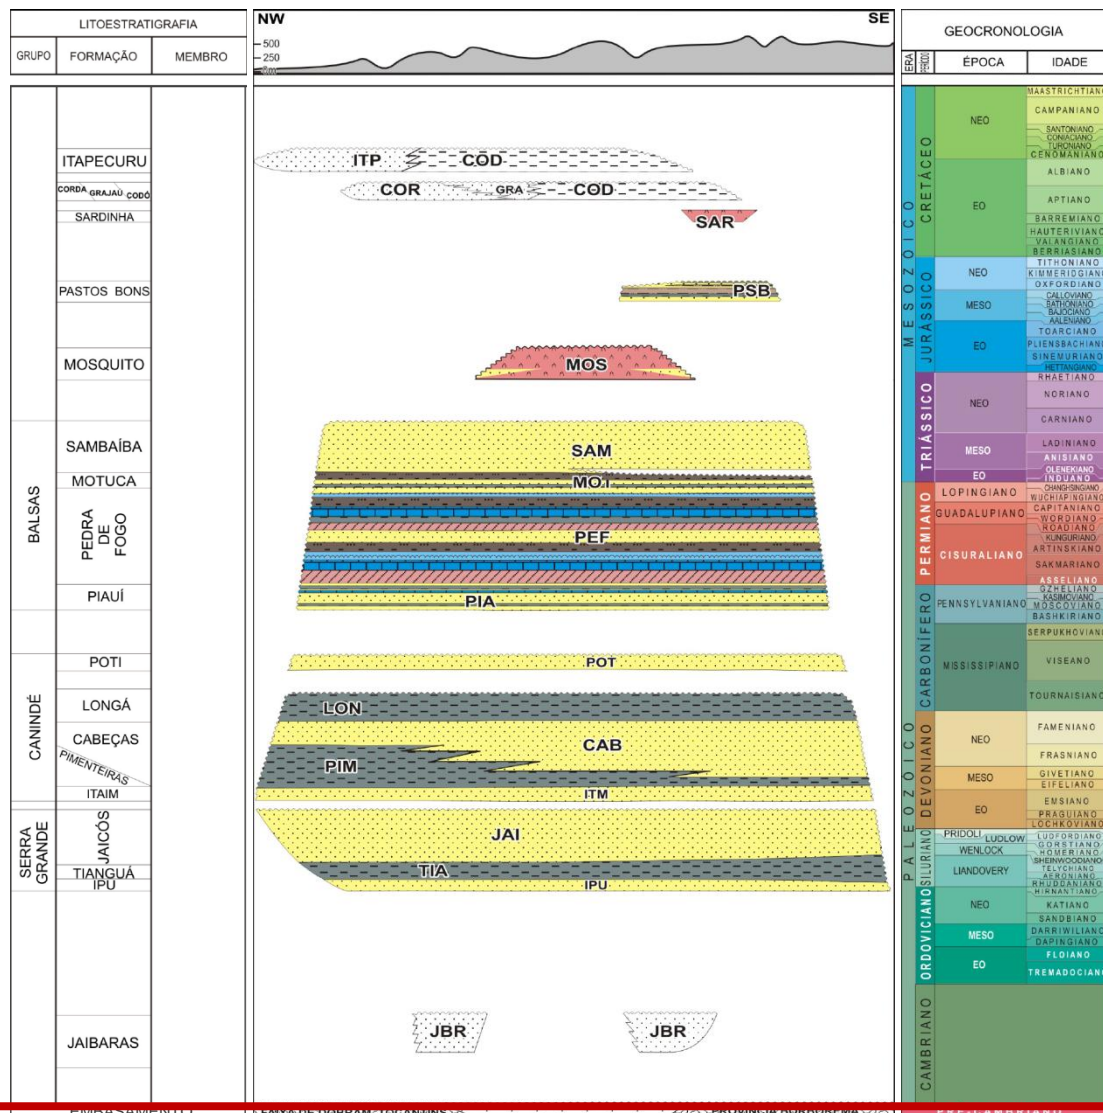 LITOESTRATIGRAFIA
GRUPO FORMAÇÃO MEMBRO
NW SE
500
250
0m
GEOCRONOLOGIA
ERA PERÍODO ÉPOCA IDADE
ITAPECURU
CORDA GRAJAÚ CODÓ
SARDINHA
PASTOS BONS
MOSQUITO
BALSAS
SAMBAÍBA
MOTUCA
PEDRA
DE
FOGO
PIAUÍ
CANINDÉ
POTI
LONGÁ
CABEÇAS
PIMENTEIRAS
ITAIM
SERRA
GRANDE
JAICÓS
TIANGUÁ
IPU
JAIBARAS
ITP COD
COR GRA COD
SAR
PSB
MOS
SAM
MOT
PEF
PIA
POT
LON
CAB
PIM
ITM
JAI
TIA
IPU
JBR JBR
MESOZOICO
PALEOZÓICO
CRETÁCEO
JURÁSSICO
TRIÁSSICO
PERMIANO
CARBONÍFERO
DEVONIANO
SILURIANO
ORDOVICIANO
CAMBRIANO
NEO
EO
NEO
MESO
EO
NEO
MESO
EO
LOPINGIANO
GUADALUPIANO
CISURALIANO
PENNSYLVANIANO
MISSISSIPIANO
NEO
MESO
EO
PRIDOLI
LUDLOW
WENLOCK
LIANDOVERY
NEO
MESO
EO
MAASTRICHTIANO
CAMPANIANO
SANTONIANO
CONIACIANO
TURONIANO
CENOMANIANO
ALBIANO
APTIANO
BARREMIANO
HAUTERIVIANO
VALANGIANO
BERRIASIANO
TITHONIANO
KIMMERIDGIANO
OXFORDIANO
CALLOVIANO
BATHONIANO
BAJOCIANO
AALENIANO
TOARCIANO
PLIENSBACHIANO
SINEMURIANO
HETTANGIANO
RHAETIANO
NORIANO
CARNIANO
LADINIANO
ANISIANO
OLENEKIANO
INDUANO
CHANGHSINGIANO
WUCHIAPINGIANO
CAPITANIANO
WORDIANO
ROADIANO
KUNGURIANO
ARTINSKIANO
SAKMARIANO
ASSELIANO
GZHELIANO
KASIMOVIANO
MOSCOVIANO
BASHKIRIANO
SERPUKHOVIANO
VISEANO
TOURNAISIANO
FAMENIANO
FRASNIANO
GIVETIANO
EIFELIANO
EMSIANO
PRAGUIANO
LOCHKOVIANO
LUDFORDIANO
GORSTIANO
HOMERIANO
SHEINWOODIANO
TELYCHIANO
AERONIANO
RHUDDANIANO
HIRNANTIANO
KATIANO
SANDBIANO
DARRIWILIANO
DAPINGIANO
FLOIANO
TREMADOCIANO